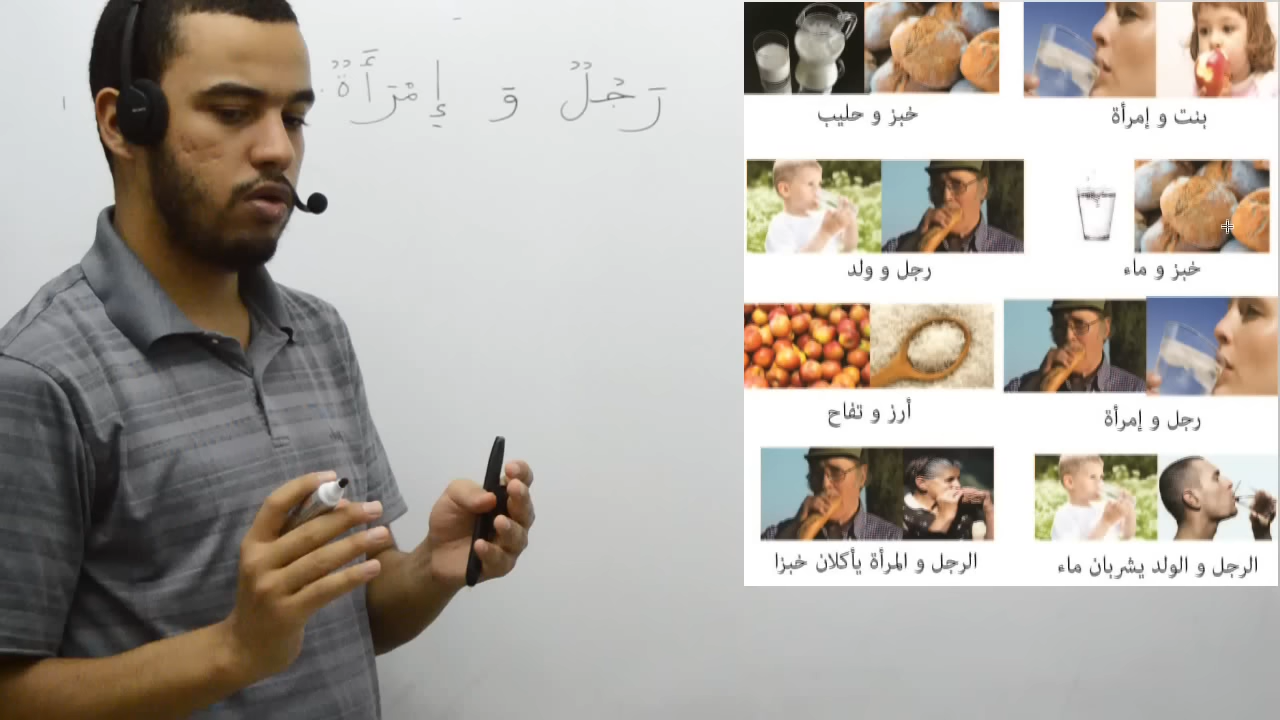 رَجُلٌ وَ إِمْرَأَةٌ
بنت و إمرأة
خبز و حليب
خبز و ماء
رجل و ولد
رجل و إمرأة
أرز و تفاح
الرجل و الولد يشربان ماء
الرجل و المرأة يأكلان خبزا
SONY